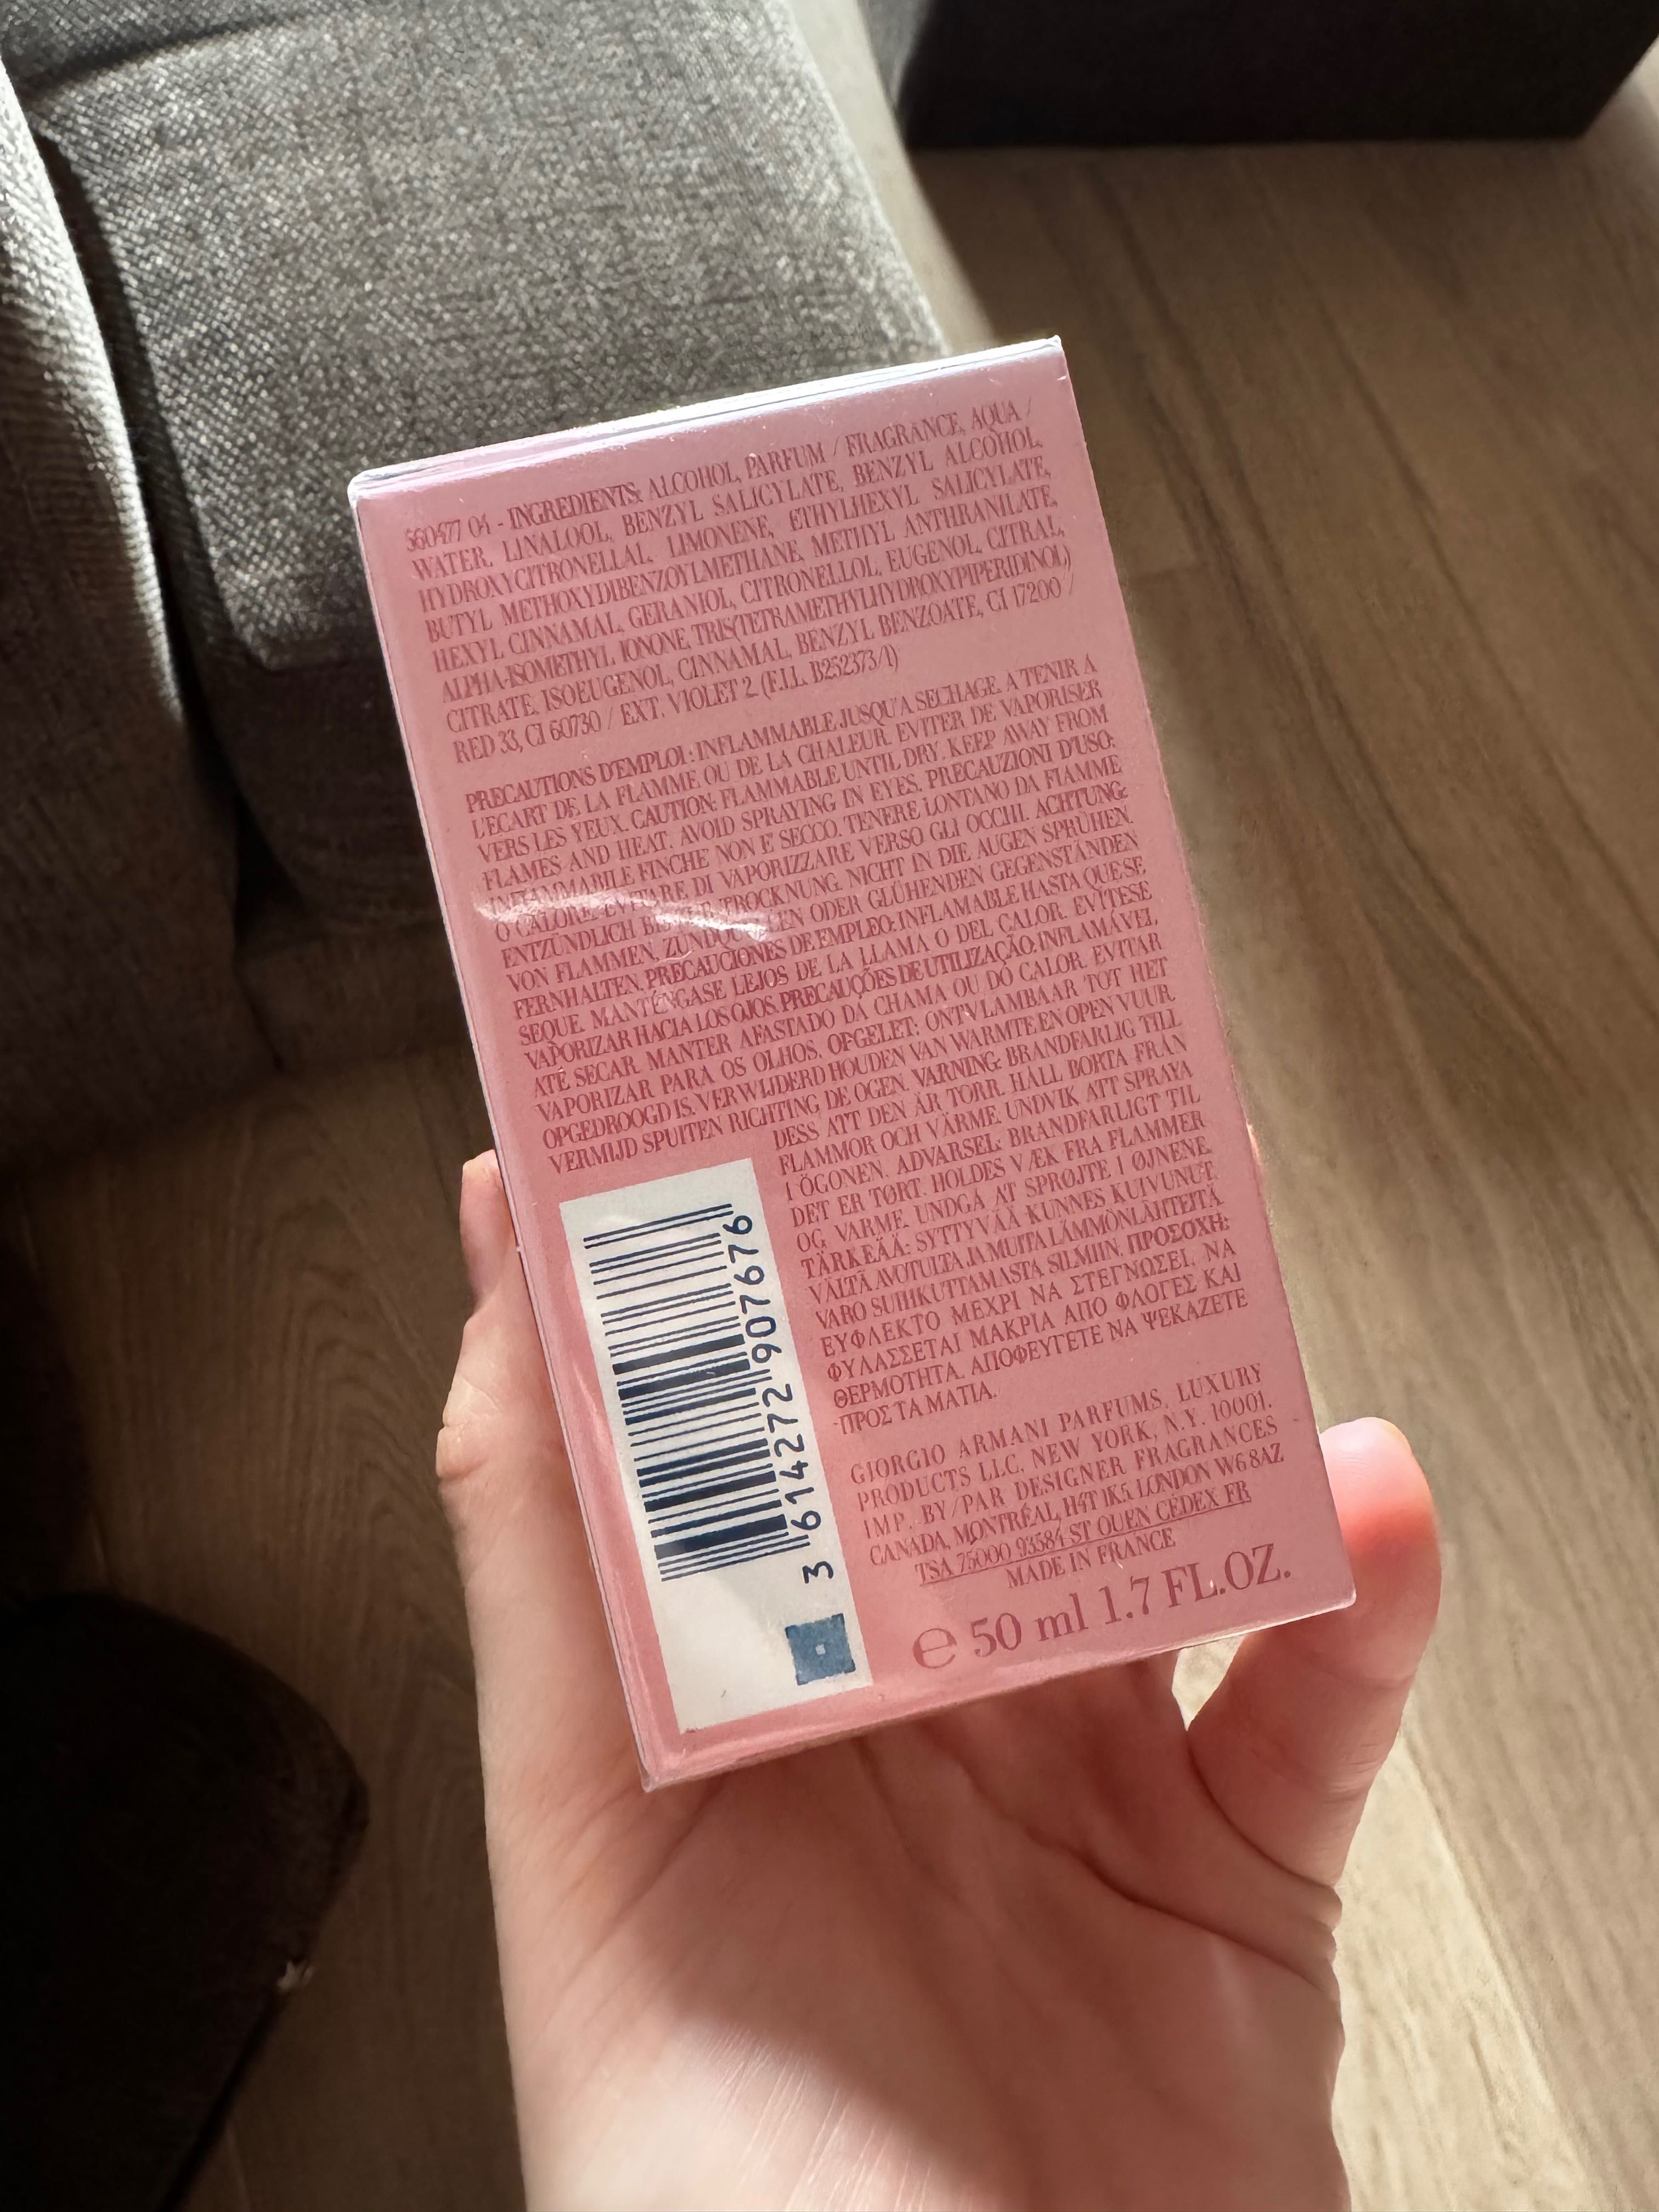 560477 04 - INGREDIENTS: ALCOHOL, PARFUM / FRAGRANCE, AQUA /
WATER, LINALOOL, BENZYL SALICYLATE, BENZYL ALCOHOL,
HYDROXYCITRONELLAL, LIMONENE, ETHYLHEXYL SALICYLATE,
BUTYL METHOXYDIBENZOYLMETHANE, METHYL ANTHRANILATE,
HEXYL CINNAMAL, GERANIOL, CITRONELLOL, EUGENOL, CITRAL,
ALPHA-ISOMETHYL IONONE, TRIS(TETRAMETHYLHYDROXYPIPERIDINOL)
CITRATE, ISOEUGENOL, CINNAMAL, BENZYL BENZOATE, CI 17200 /
RED 33, CI 60730 / EXT. VIOLET 2. (F.I.L. B252373/1)
PRECAUTIONS D'EMPLOI : INFLAMMABLE JUSQU'A SECHAGE. A TENIR A
L'ECART DE LA FLAMME OU DE LA CHALEUR. EVITER DE VAPORISER
VERS LES YEUX. CAUTION: FLAMMABLE UNTIL DRY. KEEP AWAY FROM
FLAMES AND HEAT. AVOID SPRAYING IN EYES. PRECAUZIONI D'USO:
INFIAMMABILE FINCHE' NON E' SECCO. TENERE LONTANO DA FIAMME
O CALORE. EVITARE DI VAPORIZZARE VERSO GLI OCCHI. ACHTUNG:
ENTZÜNDLICH BIS TROCKNUNG. NICHT IN DIE AUGEN SPRÜHEN.
VON FLAMMEN, ZÜNDQUELLEN ODER GLÜHENDEN GEGENSTÄNDEN
FERNHALTEN. PRECAUCIONES DE EMPLEO: INFLAMABLE HASTA QUE SE
SEQUE. MANTÉNGASE LEJOS DE LA LLAMA O DEL CALOR. EVÍTESE
VAPORIZAR HACIA LOS OJOS. PRECAUÇÕES DE UTILIZAÇÃO: INFLAMÁVEL
ATÉ SECAR. MANTER AFASTADO DA CHAMA OU DO CALOR. EVITAR
VAPORIZAR PARA OS OLHOS. OPGELET: ONTVLAMBAAR TOT HET
OPGEDROOGD IS. VERWIJDERD HOUDEN VAN WARMTE EN OPEN VUUR.
VERMIJD SPUITEN RICHTING DE OGEN. VARNING: BRANDFARLIG TILL
DESS ATT DEN ÄR TORR. HÅLL BORTA FRÅN
FLAMMOR OCH VÄRME. UNDVIK ATT SPRAYA
I ÖGONEN. ADVARSEL: BRANDFARLIGT TIL
DET ER TØRT. HOLDES VÆK FRA FLAMMER
OG VARME. UNDGÅ AT SPRØJTE I ØJNENE.
TÄRKEÄÄ: SYTTYVÄÄ KUNNES KUIVUNUT.
VÄLTÄ AVOTULTA JA MUITA LÄMMÖNLÄHTEITÄ.
VARO SUIHKUTTAMASTA SILMIIN. ΠΡΟΣΟΧΗ:
ΕΥΦΛΕΚΤΟ ΜΕΧΡΙ ΝΑ ΣΤΕΓΝΩΣΕΙ. ΝΑ
ΦΥΛΑΣΣΕΤΑΙ ΜΑΚΡΙΑ ΑΠΟ ΦΛΟΓΕΣ ΚΑΙ
ΘΕΡΜΟΤΗΤΑ. ΑΠΟΦΕΥΓΕΤΕ ΝΑ ΨΕΚΑΖΕΤΕ
ΠΡΟΣ ΤΑ ΜΑΤΙΑ.
GIORGIO ARMANI PARFUMS, LUXURY
PRODUCTS LLC, NEW YORK, N.Y. 10001.
IMP. BY/PAR DESIGNER FRAGRANCES
CANADA, MONTRÉAL, H4T 1K5. LONDON W6 8AZ
TSA 75000 93584 ST OUEN CEDEX FR
MADE IN FRANCE
℮ 50 ml 1.7 FL.OZ.
3 614272 907676